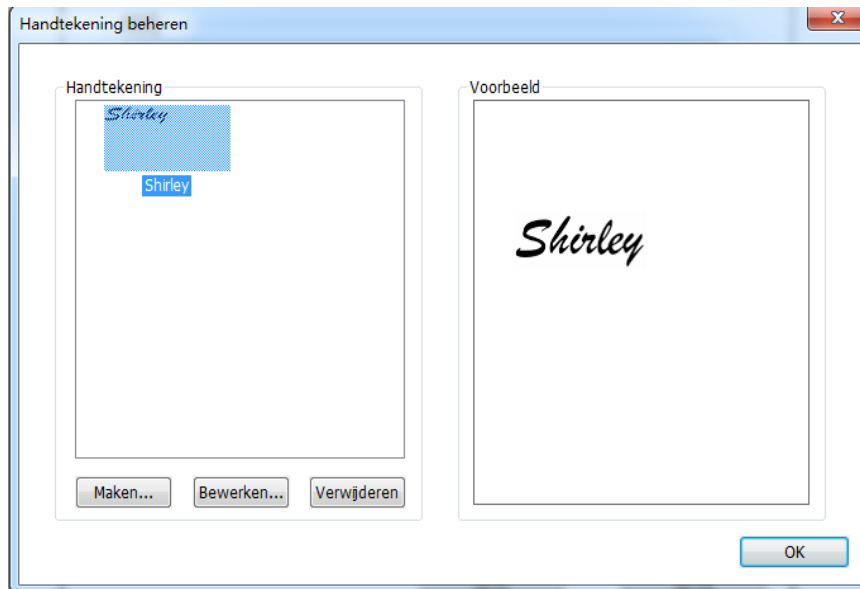 Handtekening beheren
Handtekening
Shirley
Shirley
Maken...
Bewerken...
Verwijderen
Voorbeeld
Shirley
OK